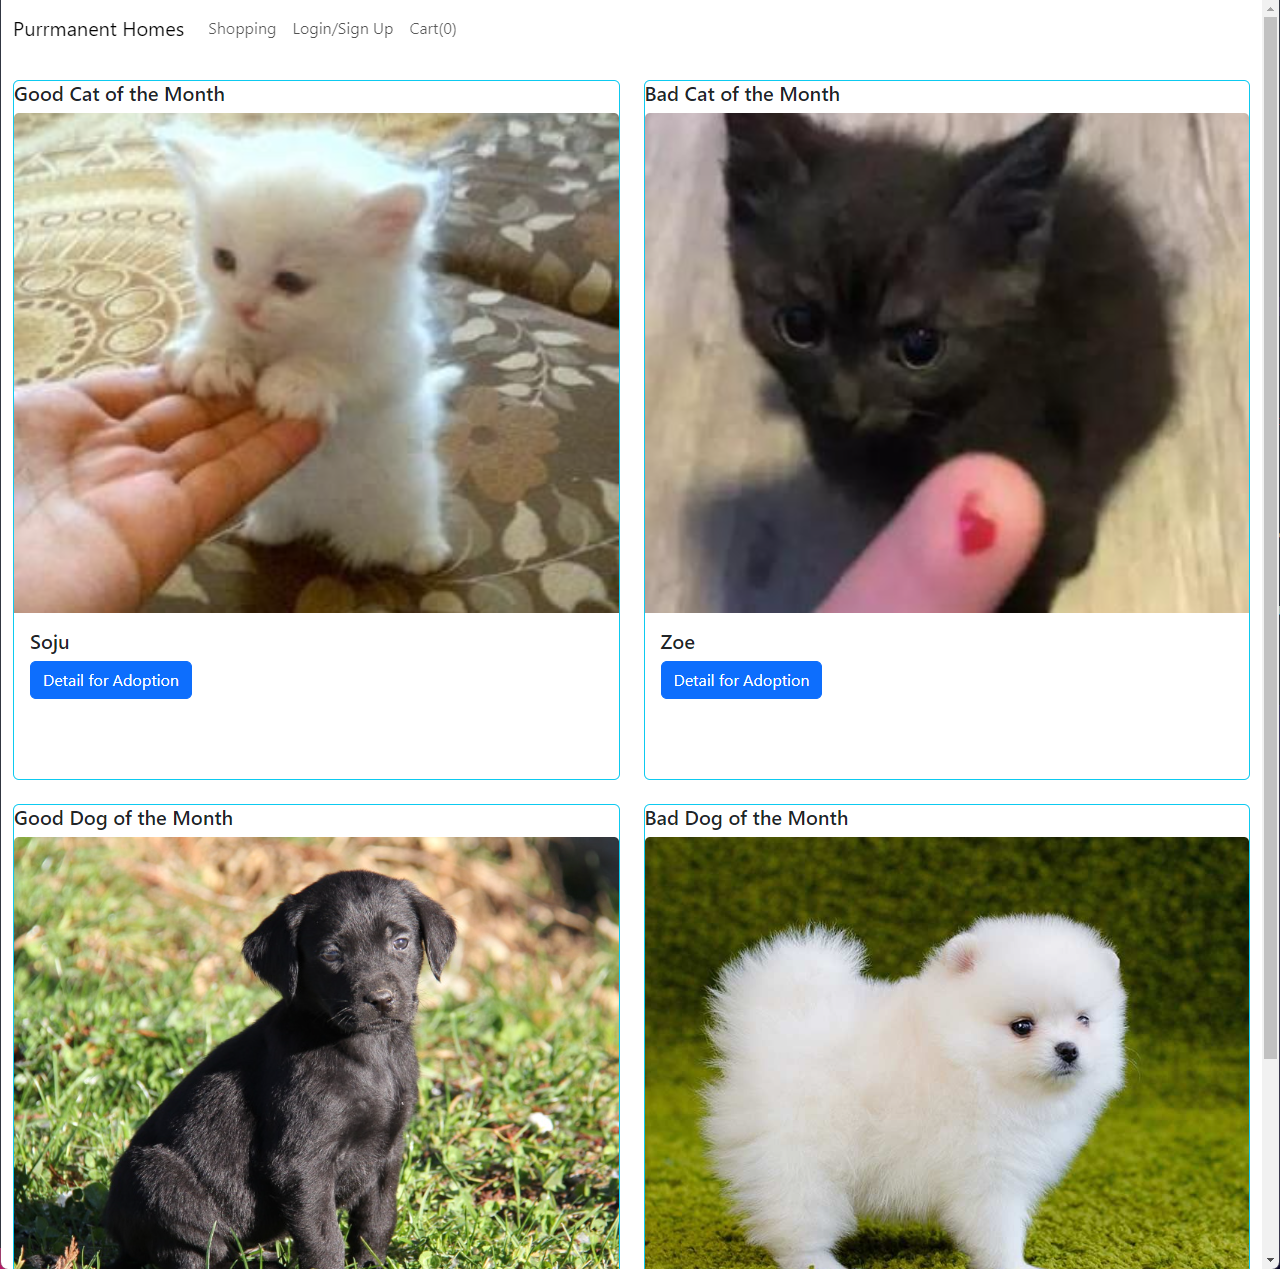 Purrmanent Homes Shopping Login/Sign Up Cart(0)
Good Cat of the Month
Soju
Detail for Adoption
Bad Cat of the Month
Zoe
Detail for Adoption
Good Dog of the Month
Bad Dog of the Month